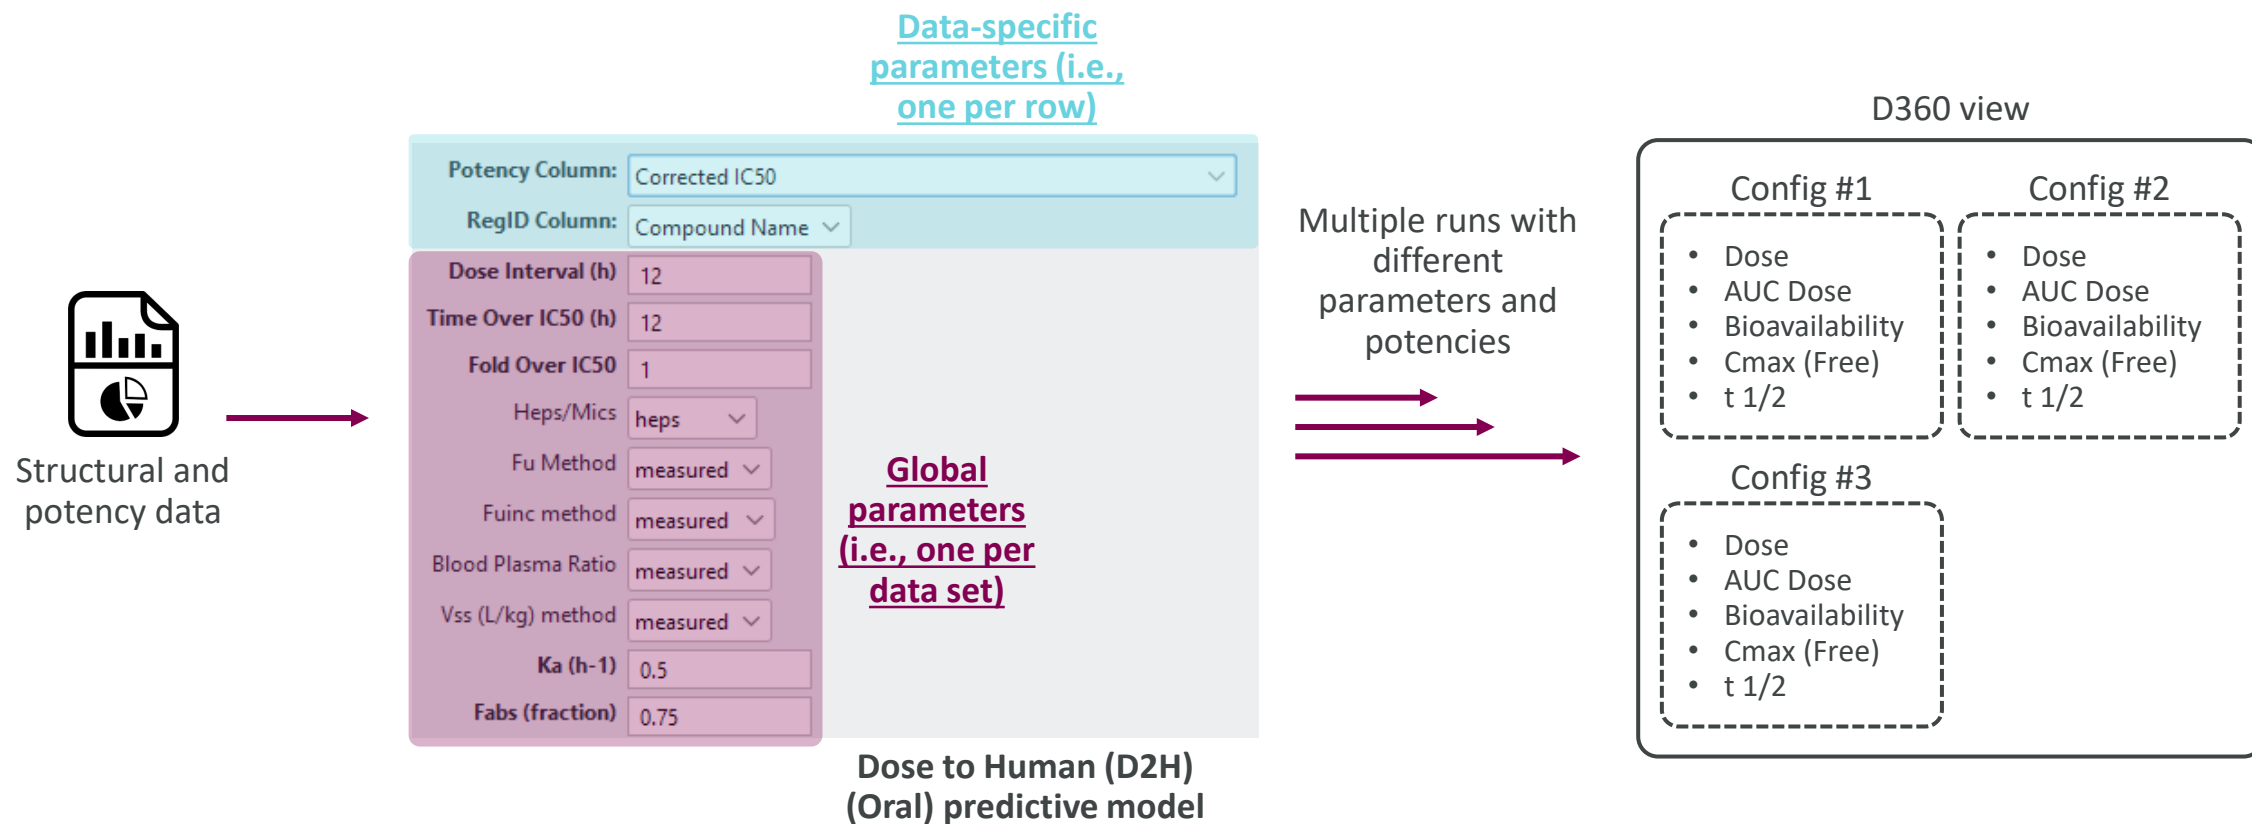 Data-specific
parameters (i.e.,
one per row)
Structural and
potency data
Potency Column: Corrected IC50
RegID Column: Compound Name
Dose Interval (h) 12
Time Over IC50 (h) 12
Fold Over IC50 1
Heps/Mics heps
Fu Method measured
Fuinc method measured
Blood Plasma Ratio measured
Vss (L/kg) method measured
Ka (h-1) 0.5
Fabs (fraction) 0.75
Global
parameters
(i.e., one per
data set)
Dose to Human (D2H)
(Oral) predictive model
Multiple runs with
different
parameters and
potencies
D360 view
Config #1
• Dose
• AUC Dose
• Bioavailability
• Cmax (Free)
• t 1/2
Config #2
• Dose
• AUC Dose
• Bioavailability
• Cmax (Free)
• t 1/2
Config #3
• Dose
• AUC Dose
• Bioavailability
• Cmax (Free)
• t 1/2